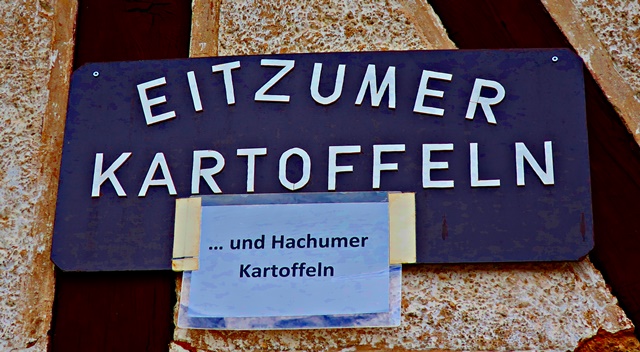 EITZUMER
KARTOFFELN
... und Hachumer
Kartoffeln